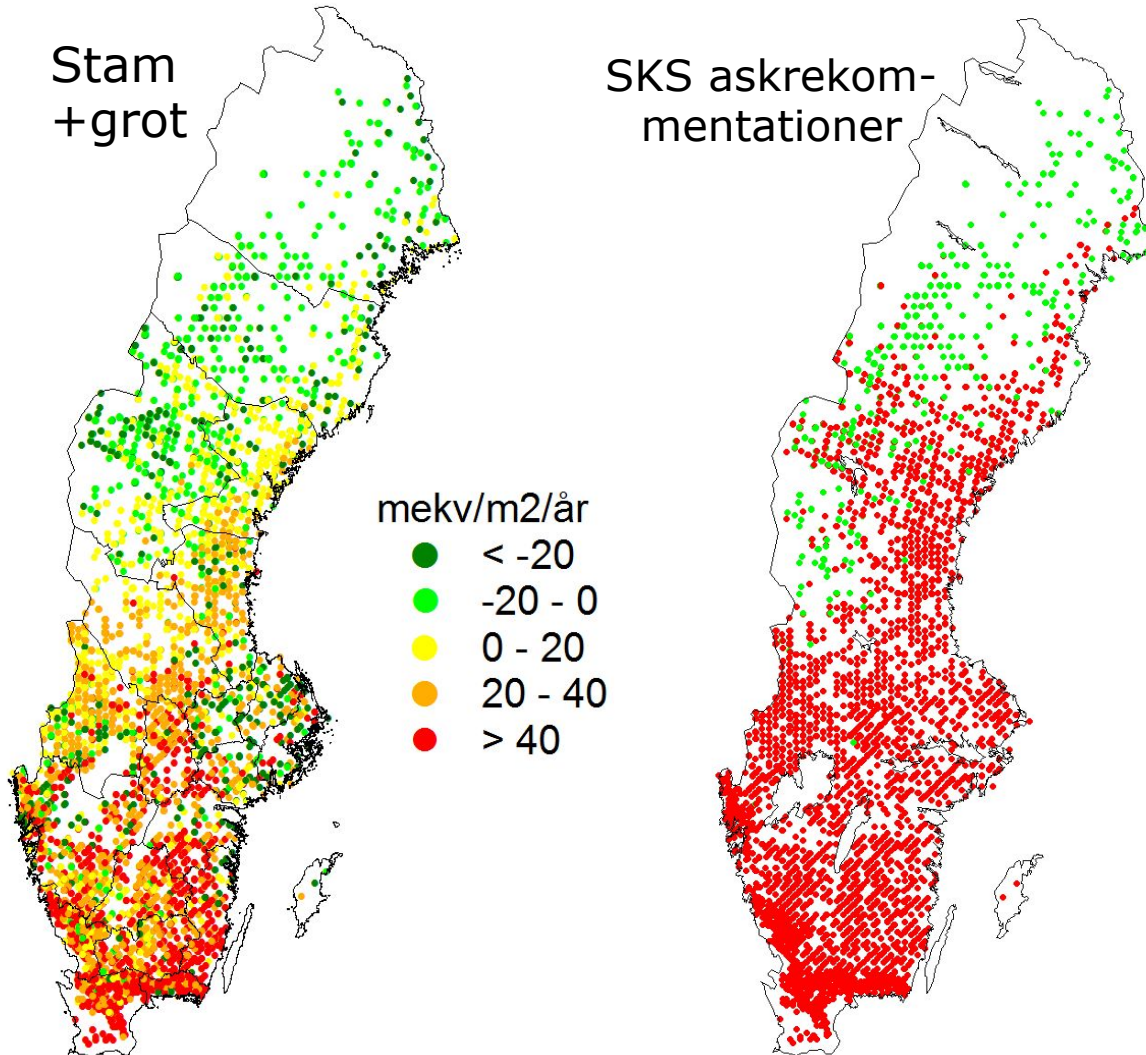 Stam
+grot
SKS askrekom-
mentationer
mekv/m2/år
< -20
-20 - 0
0 - 20
20 - 40
> 40